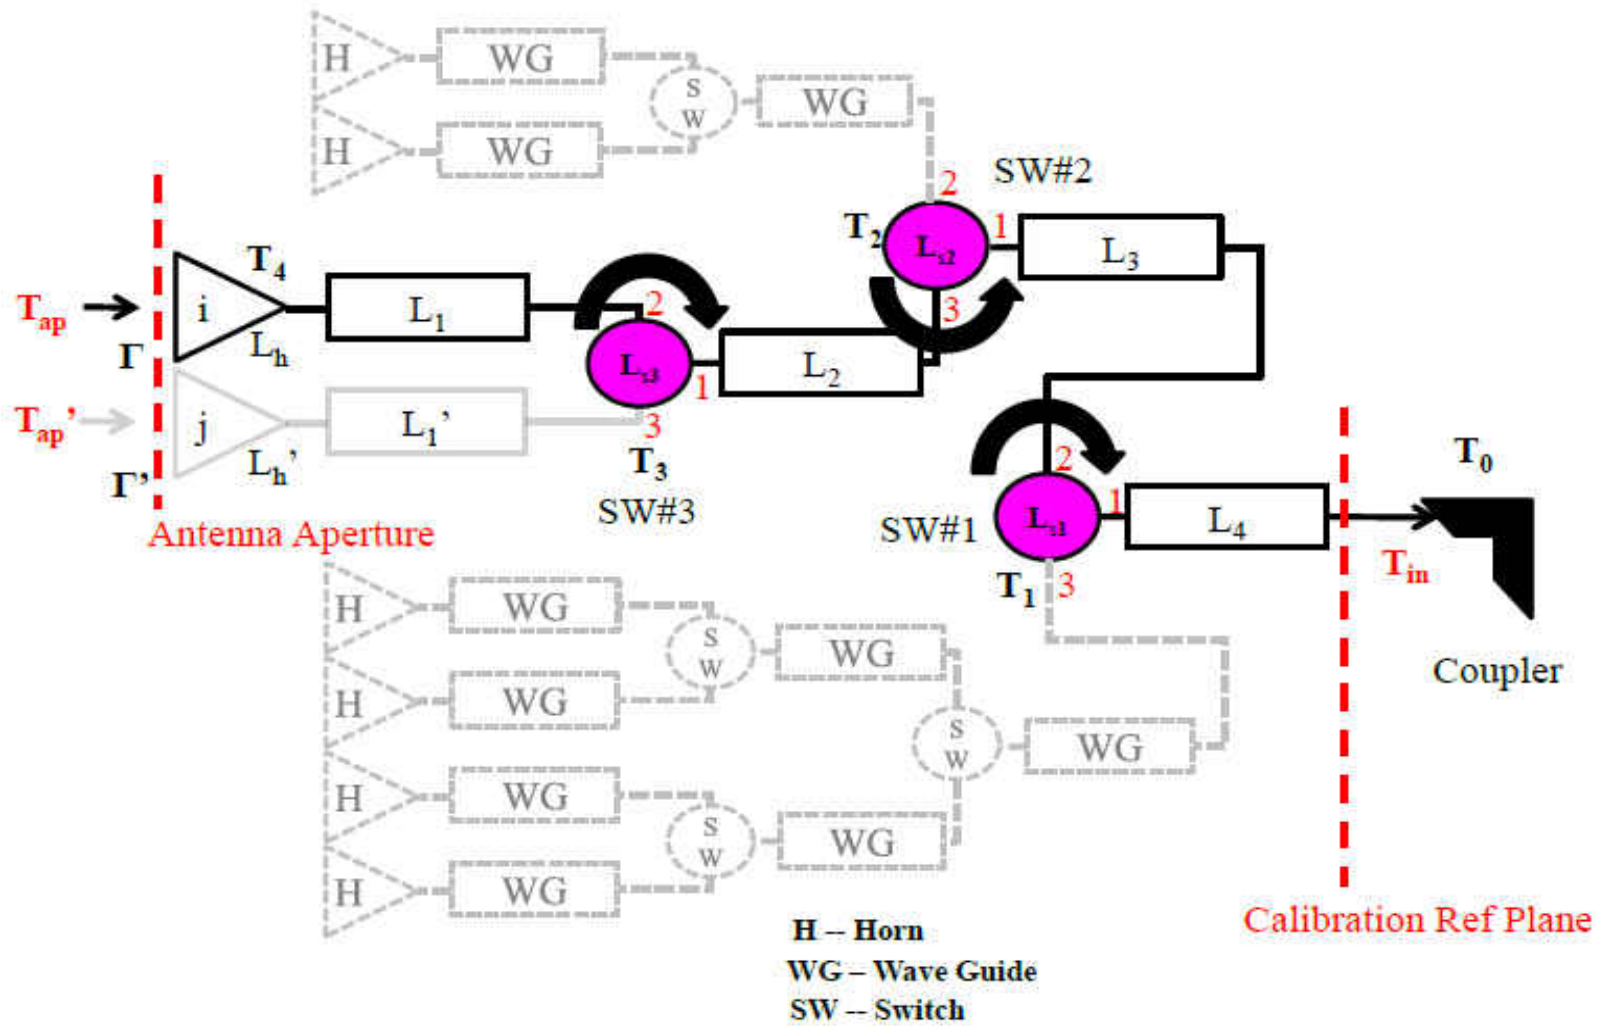 H
WG
S
W
WG
H
WG
SW#2
2
T2
Ls2
1
L3
3
T4
Tap
i
L1
2
Γ
Lh
Ls3
1
L2
Tap’
j
L1’
3
Γ’
Lh’
T3
SW#3
Antenna Aperture
2
T0
SW#1
Ls1
1
L4
Tin
T1
3
Coupler
H
WG
S
W
WG
H
WG
S
W
WG
H
WG
S
W
WG
H
WG
Calibration Ref Plane
H -- Horn
WG – Wave Guide
SW -- Switch